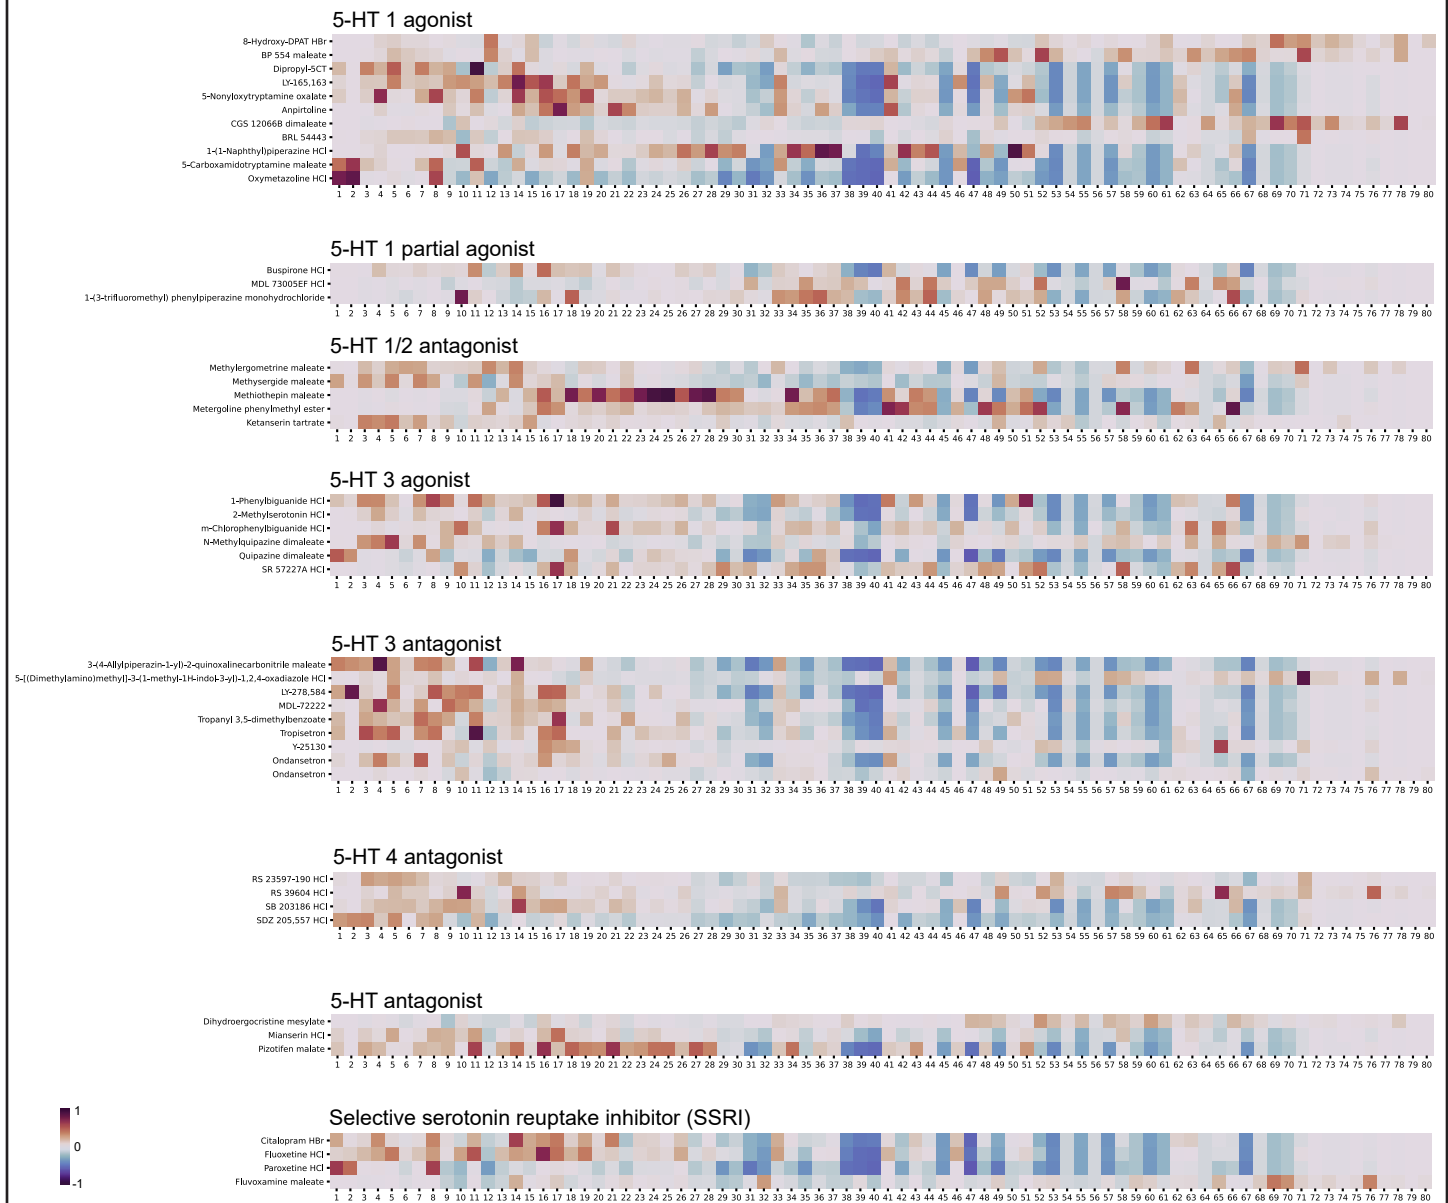 5-HT 1 agonist
8-Hydroxy-DPAT HBr
BP 554 maleate
Dipropyl-5CT
LY-165,163
5-Nonyloxytryptamine oxalate
Anpirtoline
CGS 12066B dimaleate
BRL 54443
1-(1-Naphthyl)piperazine HCl
5-Carboxamidotryptamine maleate
Oxymetazoline HCl
1 2 3 4 5 6 7 8 9 10 11 12 13 14 15 16 17 18 19 20 21 22 23 24 25 26 27 28 29 30 31 32 33 34 35 36 37 38 39 40 41 42 43 44 45 46 47 48 49 50 51 52 53 54 55 56 57 58 59 60 61 62 63 64 65 66 67 68 69 70 71 72 73 74 75 76 77 78 79 80
5-HT 1 partial agonist
Buspirone HCl
MDL 73005EF HCl
1-(3-trifluoromethyl) phenylpiperazine monohydrochloride
1 2 3 4 5 6 7 8 9 10 11 12 13 14 15 16 17 18 19 20 21 22 23 24 25 26 27 28 29 30 31 32 33 34 35 36 37 38 39 40 41 42 43 44 45 46 47 48 49 50 51 52 53 54 55 56 57 58 59 60 61 62 63 64 65 66 67 68 69 70 71 72 73 74 75 76 77 78 79 80
5-HT 1/2 antagonist
Methylergometrine maleate
Methysergide maleate
Methiothepin maleate
Metergoline phenylmethyl ester
Ketanserin tartrate
1 2 3 4 5 6 7 8 9 10 11 12 13 14 15 16 17 18 19 20 21 22 23 24 25 26 27 28 29 30 31 32 33 34 35 36 37 38 39 40 41 42 43 44 45 46 47 48 49 50 51 52 53 54 55 56 57 58 59 60 61 62 63 64 65 66 67 68 69 70 71 72 73 74 75 76 77 78 79 80
5-HT 3 agonist
1-Phenylbiguanide HCl
2-Methylserotonin HCl
m-Chlorophenylbiguanide HCl
N-Methylquipazine dimaleate
Quipazine dimaleate
SR 57227A HCl
1 2 3 4 5 6 7 8 9 10 11 12 13 14 15 16 17 18 19 20 21 22 23 24 25 26 27 28 29 30 31 32 33 34 35 36 37 38 39 40 41 42 43 44 45 46 47 48 49 50 51 52 53 54 55 56 57 58 59 60 61 62 63 64 65 66 67 68 69 70 71 72 73 74 75 76 77 78 79 80
5-HT 3 antagonist
3-(4-Allylpiperazin-1-yl)-2-quinoxalinecarbonitrile maleate
5-[(Dimethylamino)methyl]-3-(1-methyl-1H-indol-3-yl)-1,2,4-oxadiazole HCl
LY-278,584
MDL-72222
Tropanyl 3,5-dimethylbenzoate
Tropisetron
Y-25130
Ondansetron
Ondansetron
1 2 3 4 5 6 7 8 9 10 11 12 13 14 15 16 17 18 19 20 21 22 23 24 25 26 27 28 29 30 31 32 33 34 35 36 37 38 39 40 41 42 43 44 45 46 47 48 49 50 51 52 53 54 55 56 57 58 59 60 61 62 63 64 65 66 67 68 69 70 71 72 73 74 75 76 77 78 79 80
5-HT 4 antagonist
RS 23597-190 HCl
RS 39604 HCl
SB 203186 HCl
SDZ 205,557 HCl
1 2 3 4 5 6 7 8 9 10 11 12 13 14 15 16 17 18 19 20 21 22 23 24 25 26 27 28 29 30 31 32 33 34 35 36 37 38 39 40 41 42 43 44 45 46 47 48 49 50 51 52 53 54 55 56 57 58 59 60 61 62 63 64 65 66 67 68 69 70 71 72 73 74 75 76 77 78 79 80
5-HT antagonist
Dihydroergocristine mesylate
Mianserin HCl
Pizotifen malate
1 2 3 4 5 6 7 8 9 10 11 12 13 14 15 16 17 18 19 20 21 22 23 24 25 26 27 28 29 30 31 32 33 34 35 36 37 38 39 40 41 42 43 44 45 46 47 48 49 50 51 52 53 54 55 56 57 58 59 60 61 62 63 64 65 66 67 68 69 70 71 72 73 74 75 76 77 78 79 80
1
0
-1
Selective serotonin reuptake inhibitor (SSRI)
Citalopram HBr
Fluoxetine HCl
Paroxetine HCl
Fluvoxamine maleate
1 2 3 4 5 6 7 8 9 10 11 12 13 14 15 16 17 18 19 20 21 22 23 24 25 26 27 28 29 30 31 32 33 34 35 36 37 38 39 40 41 42 43 44 45 46 47 48 49 50 51 52 53 54 55 56 57 58 59 60 61 62 63 64 65 66 67 68 69 70 71 72 73 74 75 76 77 78 79 80